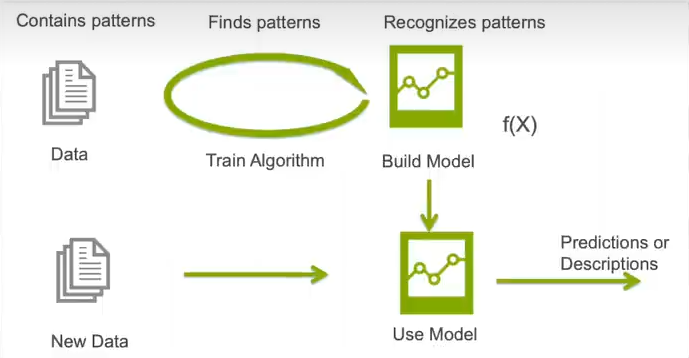 Contains patterns
Finds patterns
Recognizes patterns
f(X)
Data
Train Algorithm
Build Model
Predictions or
Descriptions
New Data
Use Model